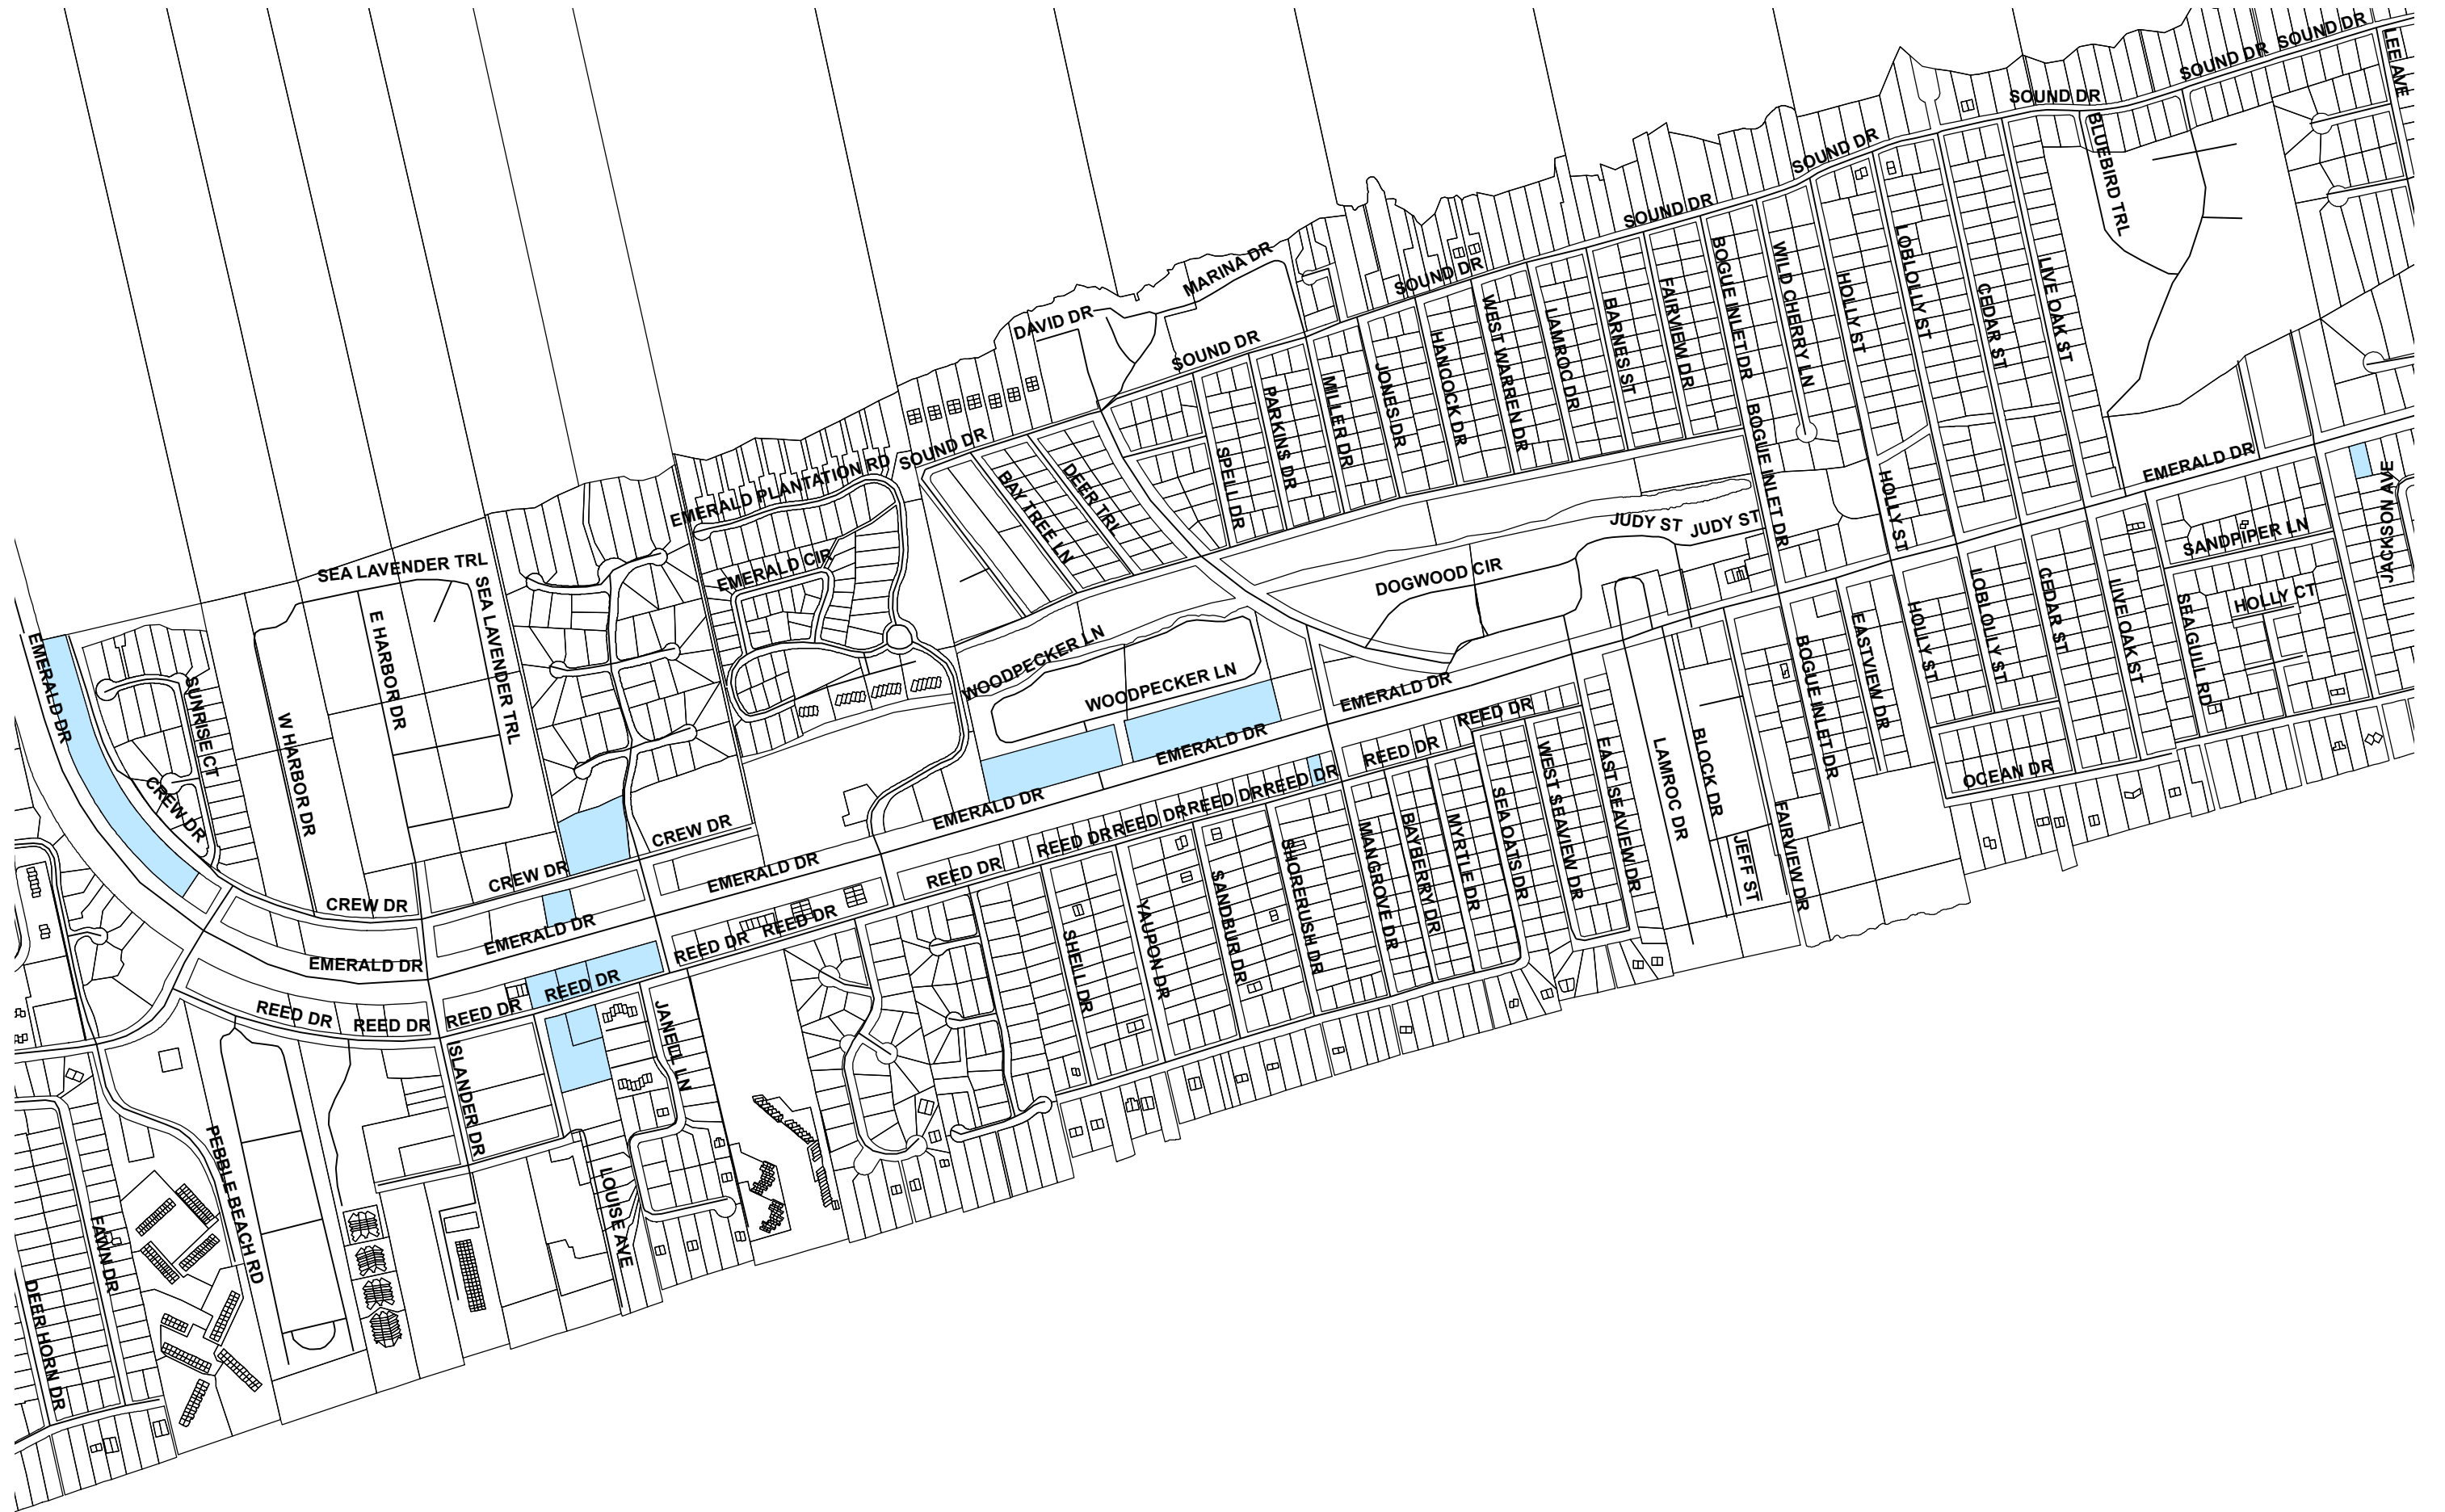 SOUND DR
SOUND DR
SOUND DR
LEE AVE
BLUEBIRD TRL
SOUND DR
SOUND DR
MARINA DR
DAVID DR
SOUND DR
SOUND DR
BOGUE INLET DR
WILD CHERRY LN
HOLLY ST
LOBLOLLY ST
CEDAR ST
LIVE OAK ST
WEST WARREN DR
LAMROC DR
BARNES ST
FAIRVIEW DR
HANCOCK DR
JONES DR
MILLER DR
PARKINS DR
SPELL DR
DEER TRL
BAY TREE LN
SOUND DR
EMERALD PLANTATION RD
EMERALD CIR
BOGUE INLET DR
HOLLY ST
EMERALD DR
JACKSON AVE
SANDPIPER LN
HOLLY CT
SEAGULL RD
LIVE OAK ST
CEDAR ST
LOBLOLLY ST
HOLLY ST
EASTVIEW DR
BOGUE INLET DR
JUDY ST
JUDY ST
DOGWOOD CIR
SEA LAVENDER TRL
SEA LAVENDER TRL
E HARBOR DR
W HARBOR DR
SUNRISE CT
EMERALD DR
CREW DR
WOODPECKER LN
WOODPECKER LN
EMERALD DR
EMERALD DR
EMERALD DR
REED DR
REED DR
REED DR
REED DR
REED DR
REED DR
REED DR
OCEAN DR
BLOCK DR
LAMROC DR
EAST SEAVIEW DR
WEST SEAVIEW DR
SEA OATS DR
MYRTLE DR
BAYBERRY DR
MANGROVE DR
SHORERUSH DR
SANDBUR DR
YAUPON DR
SHELL DR
FAIRVIEW DR
JEFF ST
CREW DR
CREW DR
CREW DR
EMERALD DR
EMERALD DR
EMERALD DR
REED DR
REED DR
REED DR
REED DR
REED DR
REED DR
JANELL LN
ISLANDER DR
LOUISE AVE
PEBBLE BEACH RD
FAWN DR
DEER HORN DR